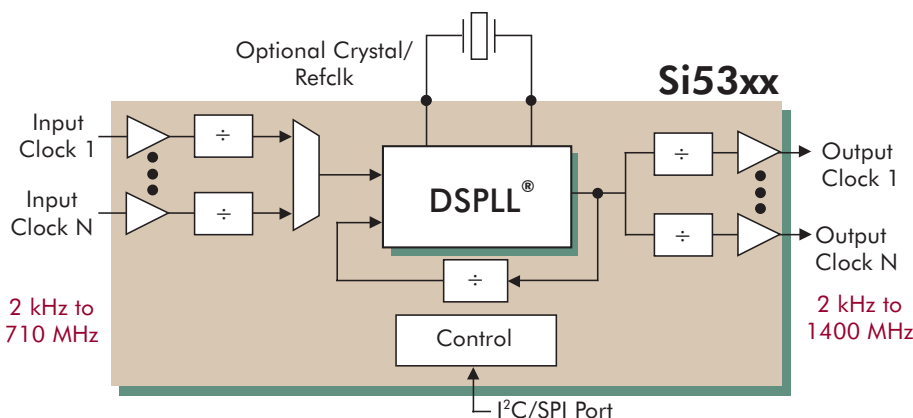 Optional Crystal/
Refclk
Si53xx
Input
Clock 1
÷
÷
Output
Clock 1
DSPLL®
Input
Clock N
÷
÷
Output
Clock N
÷
2 kHz to
710 MHz
2 kHz to
1400 MHz
Control
I²C/SPI Port